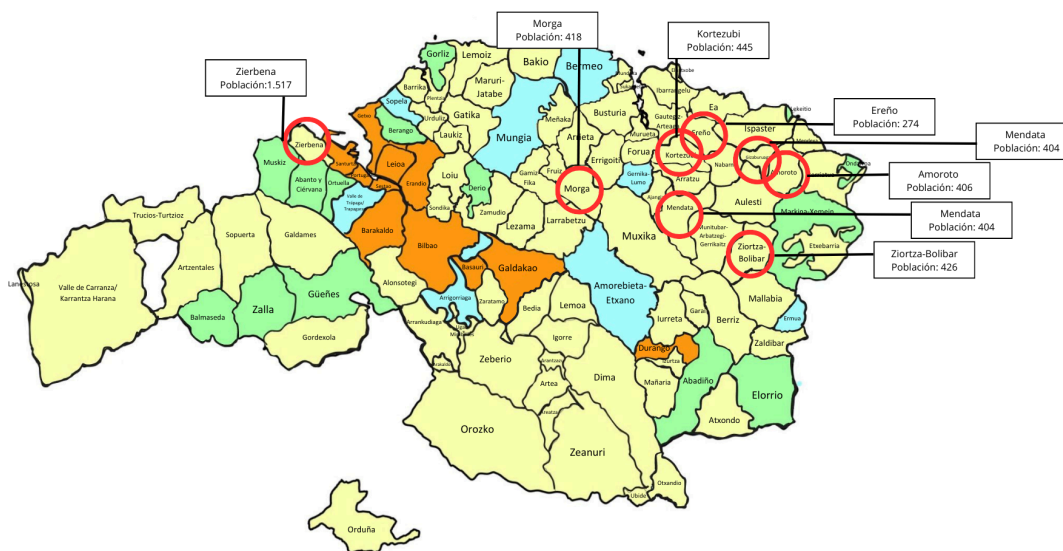 Morga
Población: 418
Kortezubi
Población: 445
Zierbena
Población:1.517
Ereño
Población: 274
Mendata
Población: 404
Amoroto
Población: 406
Mendata
Población: 404
Ziortza-Bolibar
Población: 426
Gorliz
Lemoiz
Bakio
Bermeo
Barrika
Maruri-
Jatabe
Plentzia
Sopela
Urduliz
Gatika
Mungia
Meñaka
Busturia
Ibarrangelu
Ea
Ispaster
Getxo
Berango
Laukiz
Arrieta
Murueta
Gautegiz-
Arteaga
Ereño
Zierbena
Leioa
Loiu
Derio
Gamiz-
Fika
Fruiz
Errigoiti
Forua
Kortezubi
Nabarniz
Amoroto
Muskiz
Abanto y
Ciérvana
Ortuella
Portugalete
Sestao
Erandio
Sondika
Zamudio
Morga
Gernika-
Lumo
Arratzu
Aulesti
Markina-Xemein
Valle de
Trápaga/
Trapagaran
Barakaldo
Bilbao
Lezama
Larrabetzu
Muxika
Mendata
Munitibar-
Arbatzegi-
Gerrikaitz
Ziortza-
Bolibar
Etxebarria
Trucios-Turtzioz
Sopuerta
Galdames
Artzentales
Basauri
Galdakao
Alonsotegi
Amorebieta-
Etxano
Mallabia
Lanestosa
Valle de Carranza/
Karrantza Harana
Balmaseda
Zalla
Güeñes
Gordexola
Arrigorriaga
Zaratamo
Bedia
Lemoa
Iurreta
Garai
Berriz
Ermua
Arrankudiaga
Zeberio
Igorre
Durango
Izurtza
Zaldibar
Arantzazu
Artea
Dima
Mañaria
Abadiño
Elorrio
Areatza
Atxondo
Orozko
Zeanuri
Otxandio
Ubide
Orduña